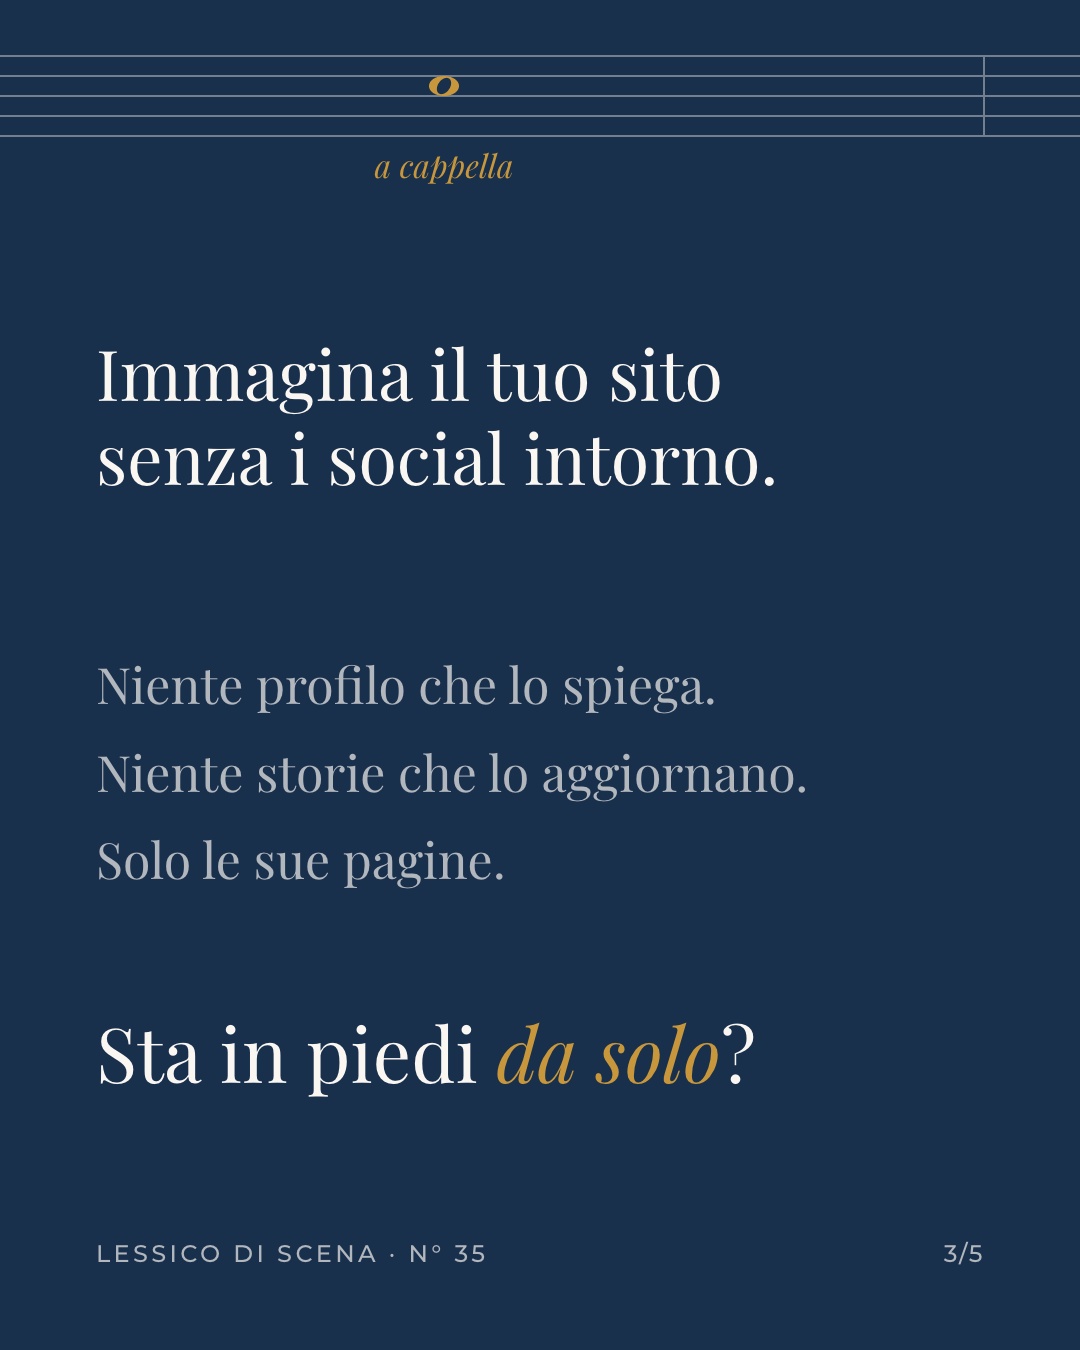 a cappella
Immagina il tuo sito
senza i social intorno.
Niente profilo che lo spiega.
Niente storie che lo aggiornano.
Solo le sue pagine.
Sta in piedi da solo?
LESSICO DI SCENA · N° 35
3/5